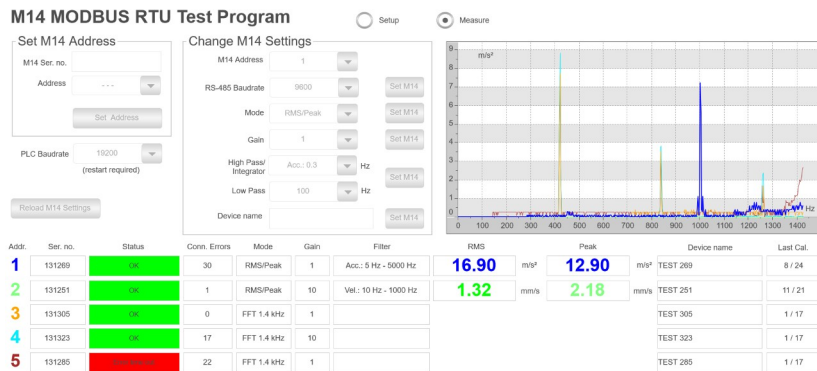 M14 MODBUS RTU Test Program
Setup
Measure
Set M14 Address
M14 Ser. no.
Address
- - -
Set Address
PLC Baudrate
19200
(restart required)
Reload M14 Settings
Change M14 Settings
M14 Address
1
RS-485 Baudrate
9600
Set M14
Mode
RMS/Peak
Set M14
Gain
1
Set M14
High Pass/
Integrator
Acc.: 0.3
Hz
Set M14
Low Pass
100
Hz
Device name
Set M14
m/s²
9
8
7
6
5
4
3
2
1
0
Hz
0 100 200 300 400 500 600 700 800 900 1000 1100 1200 1300 1400
Addr. Ser. no. Status Conn. Errors Mode Gain Filter RMS Peak Device name Last Cal.
1 131269 OK 30 RMS/Peak 1 Acc.: 5 Hz - 5000 Hz 16.90 m/s² 12.90 m/s² TEST 269 8 / 24
2 131251 OK 1 RMS/Peak 10 Vel.: 10 Hz - 1000 Hz 1.32 mm/s 2.18 mm/s TEST 251 11 / 21
3 131305 OK 0 FFT 1.4 kHz 1 TEST 305 1 / 17
4 131323 OK 17 FFT 1.4 kHz 10 TEST 323 1 / 17
5 131285 22 FFT 1.4 kHz 1 TEST 285 1 / 17